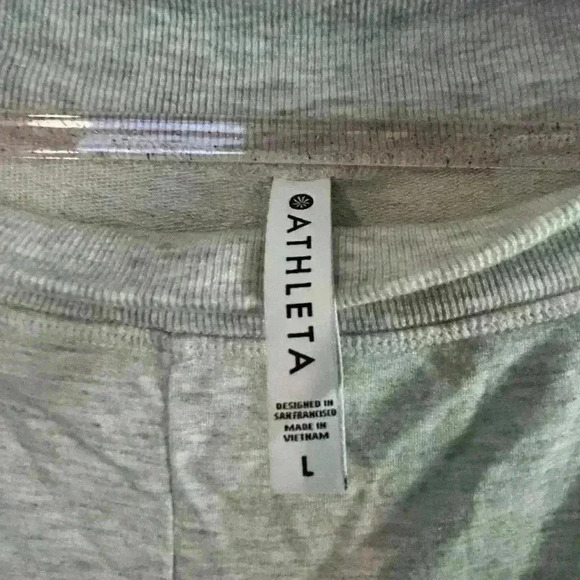 ATHLETA
DESIGNED IN
SAN FRANCISCO
MADE IN
VIETNAM
L